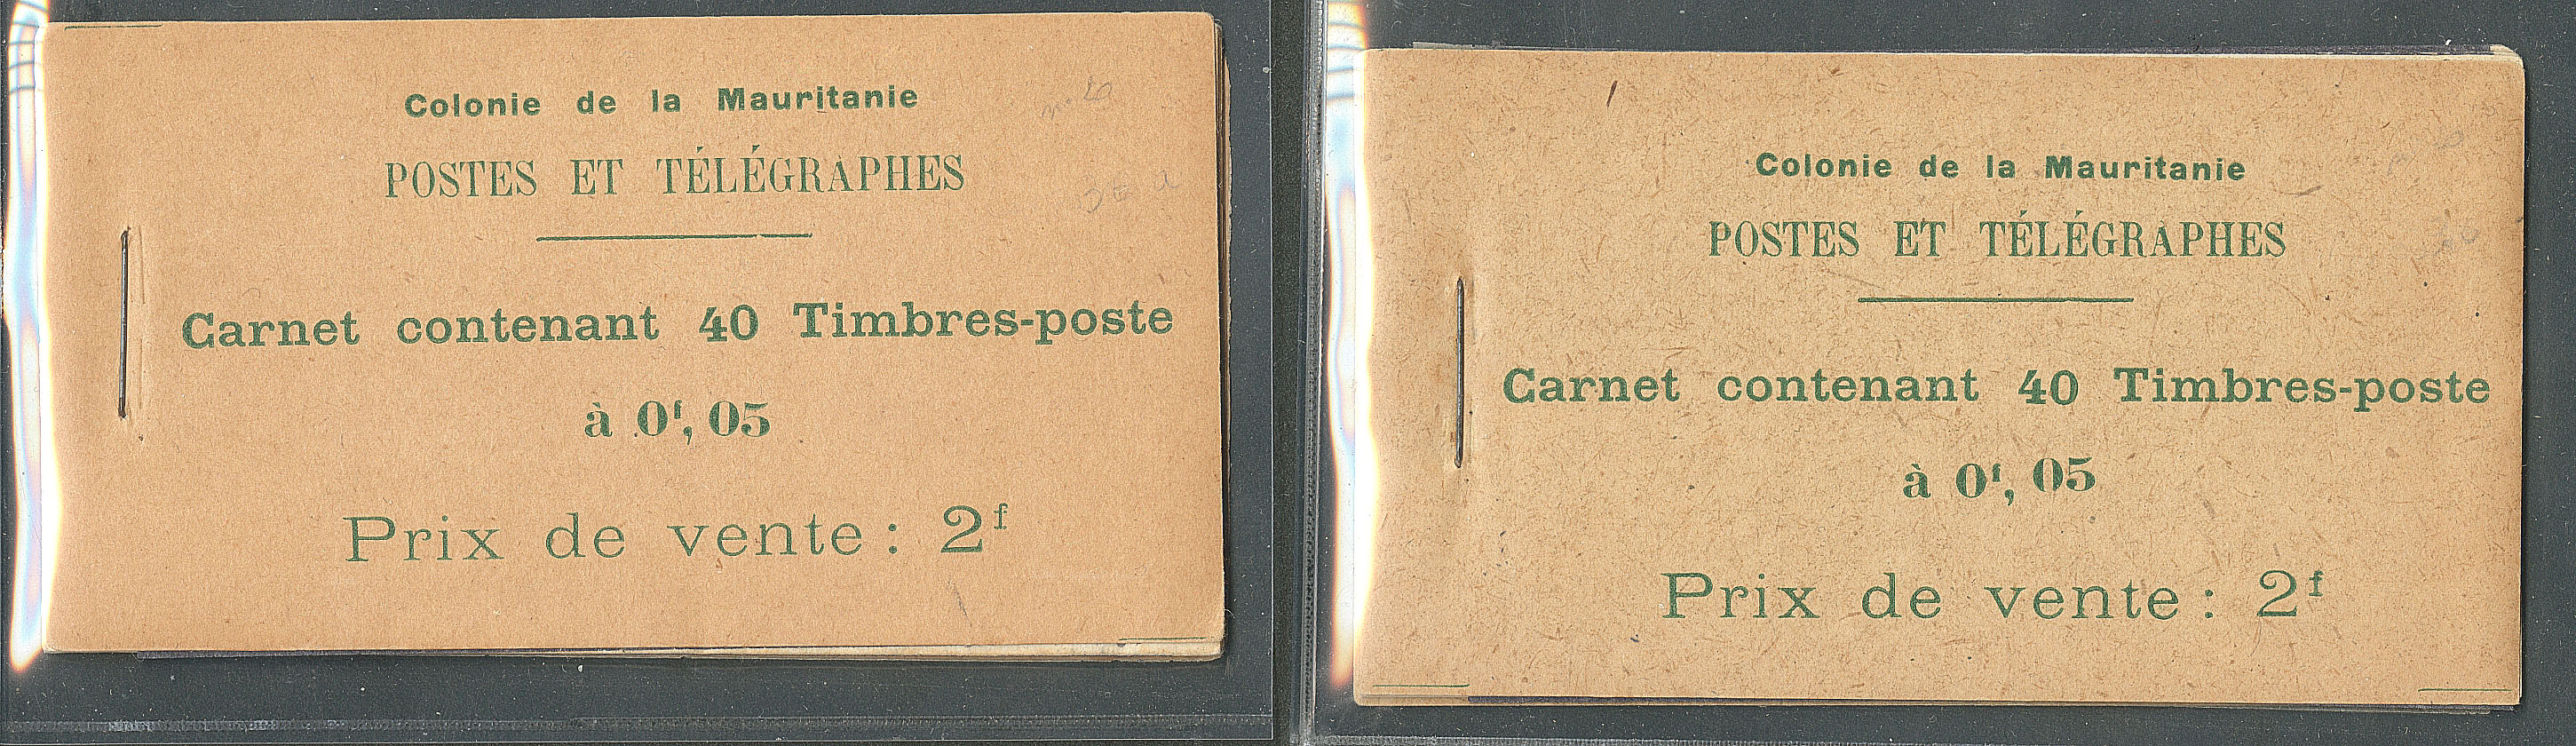 Colonie de la Mauritanie
POSTES ET TÉLÉGRAPHES
Carnet contenant 40 Timbres-poste
à 0f, 05
Prix de vente : 2f
Colonie de la Mauritanie
POSTES ET TÉLÉGRAPHES
Carnet contenant 40 Timbres-poste
à 0f, 05
Prix de vente : 2f